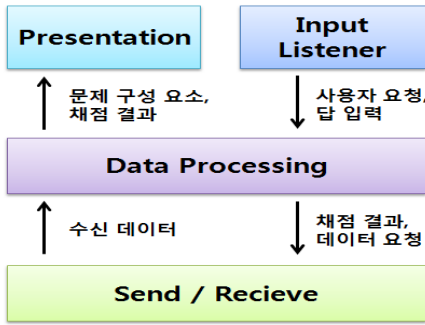 Presentation
Input
Listener
문제 구성 요소,
채점 결과
사용자 요청,
답 입력
Data Processing
수신 데이터
채점 결과,
데이터 요청
Send / Recieve